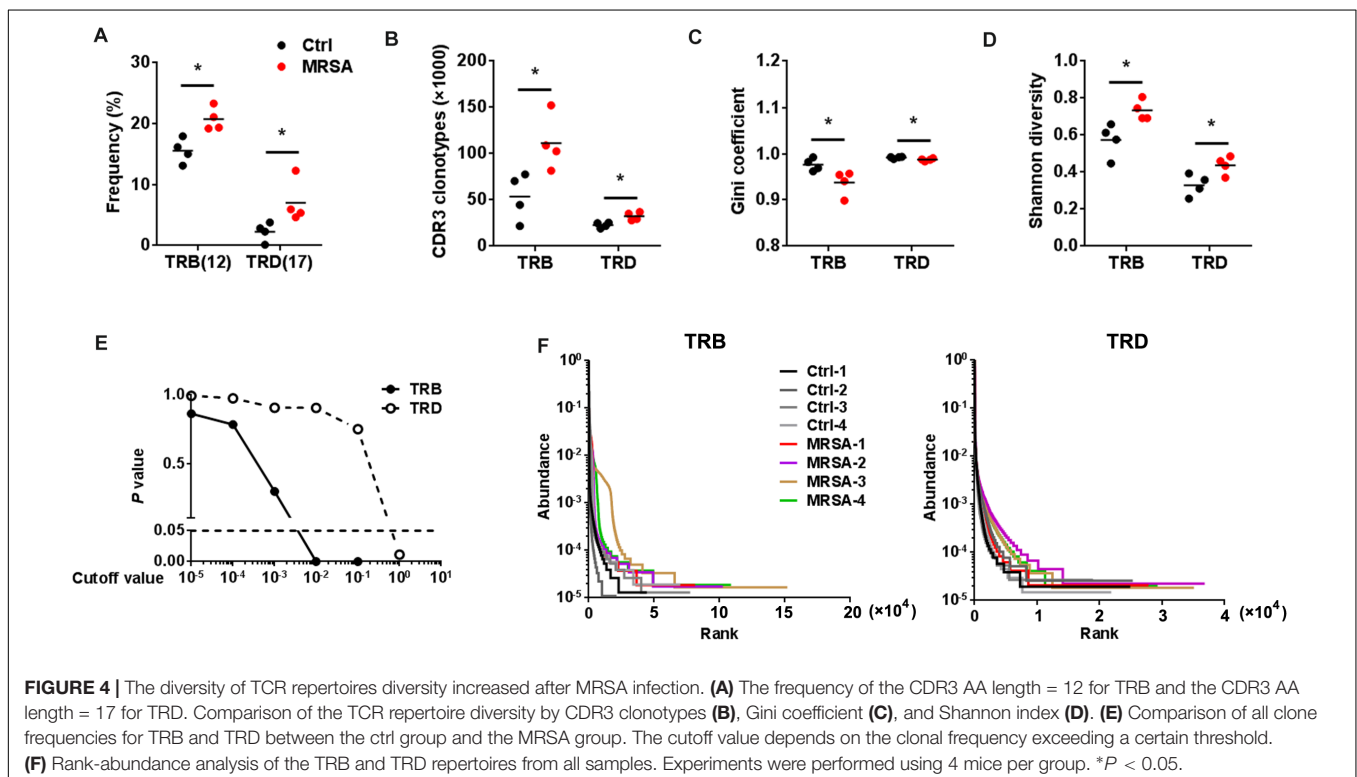 A
Ctrl
MRSA
Frequency (%)
30
20
10
0
*
*
TRB(12) TRD(17)
B
CDR3 clonotypes (×1000)
200
150
100
50
0
*
*
TRB TRD
C
Gini coefficient
1.2
1.1
1.0
0.9
0.8
*
*
TRB TRD
D
Shannon diversity
1.0
0.8
0.6
0.4
0.2
0.0
*
*
TRB TRD
E
TRB
TRD
P value
1.0
0.5
0.05
0.00
Cutoff value 10-5 10-4 10-3 10-2 10-1 100 101
F
TRB
Abundance
100
10-1
10-2
10-3
10-4
10-5
0 5 10 15 20 (×104)
Rank
Ctrl-1
Ctrl-2
Ctrl-3
Ctrl-4
MRSA-1
MRSA-2
MRSA-3
MRSA-4
TRD
Abundance
100
10-1
10-2
10-3
10-4
10-5
0 1 2 3 4 (×104)
Rank
FIGURE 4 | The diversity of TCR repertoires diversity increased after MRSA infection. (A) The frequency of the CDR3 AA length = 12 for TRB and the CDR3 AA
length = 17 for TRD. Comparison of the TCR repertoire diversity by CDR3 clonotypes (B), Gini coefficient (C), and Shannon index (D). (E) Comparison of all clone
frequencies for TRB and TRD between the ctrl group and the MRSA group. The cutoff value depends on the clonal frequency exceeding a certain threshold.
(F) Rank-abundance analysis of the TRB and TRD repertoires from all samples. Experiments were performed using 4 mice per group. *P < 0.05.